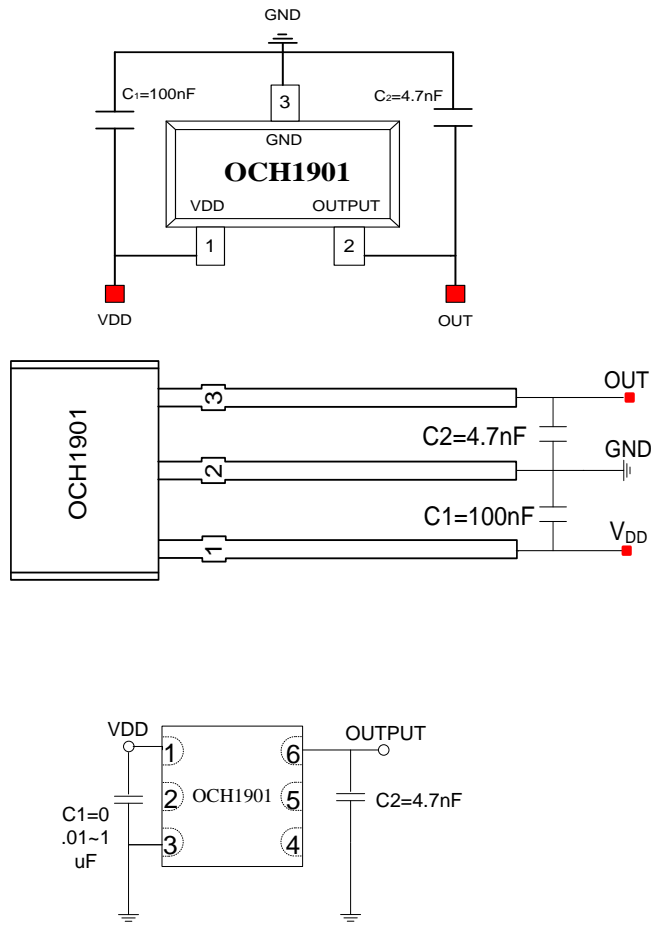 GND
C₁=100nF
C₂=4.7nF
3
GND
OCH1901
VDD
OUTPUT
1
2
VDD
OUT
OCH1901
3
OUT
C2=4.7nF
2
GND
C1=100nF
1
VDD
VDD
OUTPUT
1
6
2
OCH1901
5
C2=4.7nF
C1=0
.01~1
uF
3
4